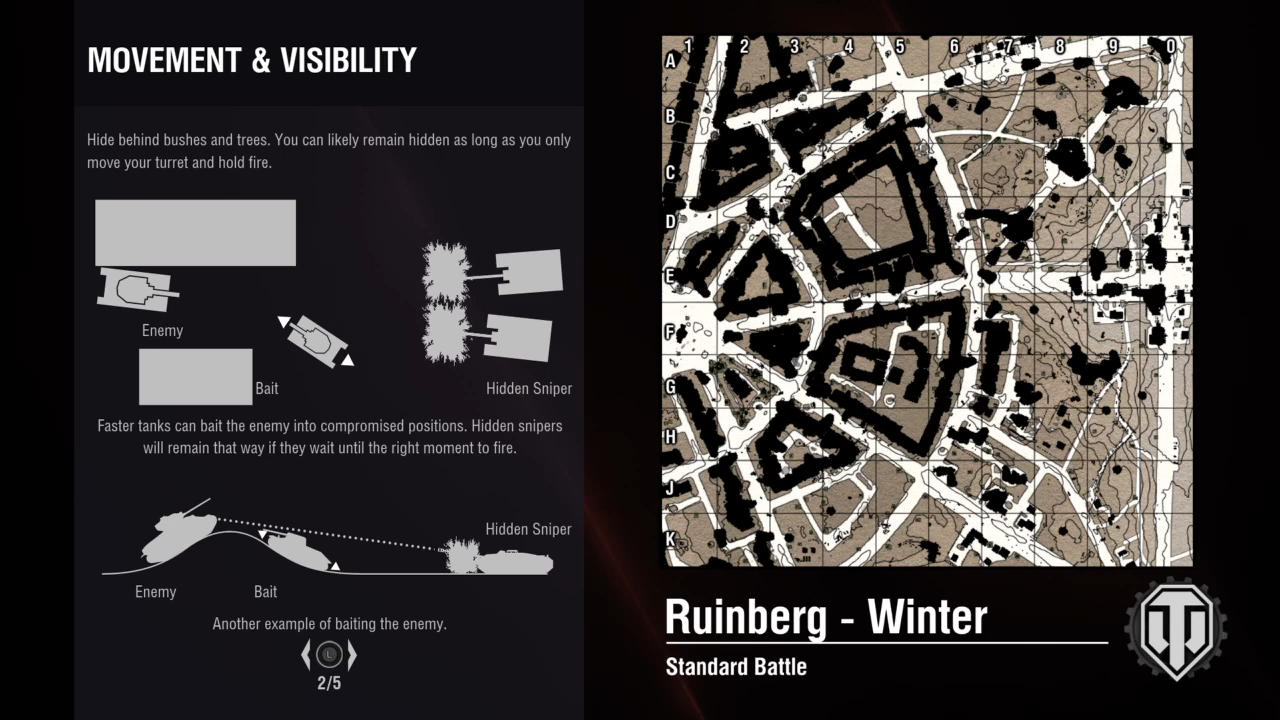 MOVEMENT & VISIBILITY
Hide behind bushes and trees. You can likely remain hidden as long as you only
move your turret and hold fire.
Enemy
Bait
Hidden Sniper
Faster tanks can bait the enemy into compromised positions. Hidden snipers
will remain that way if they wait until the right moment to fire.
Hidden Sniper
Enemy
Bait
Another example of baiting the enemy.
L
2/5
1 2 3 4 5 6 7 8 9 0
A
B
C
D
E
F
G
H
J
K
Ruinberg - Winter
Standard Battle